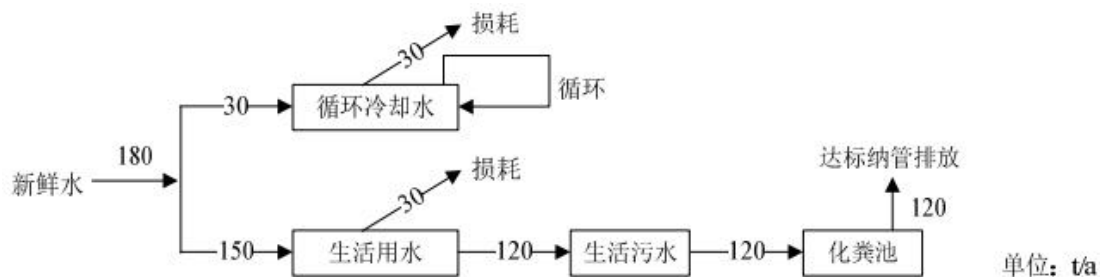 损耗
30
循环
30
循环冷却水
180
新鲜水
损耗
30
达标纳管排放
120
150
生活用水
120
生活污水
120
化粪池
单位：t/a